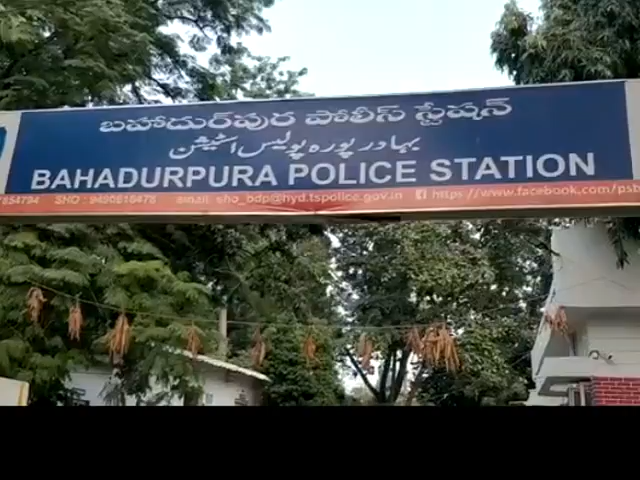 బహాదుర్‌పుర పోలీస్ స్టేషన్
بہادر پورہ پولیس اسٹیشن
BAHADURPURA POLICE STATION
7854794 SHO : 9490616478 email: sho_bdp@hyd.tspolice.gov.in https://www.facebook.com/psb